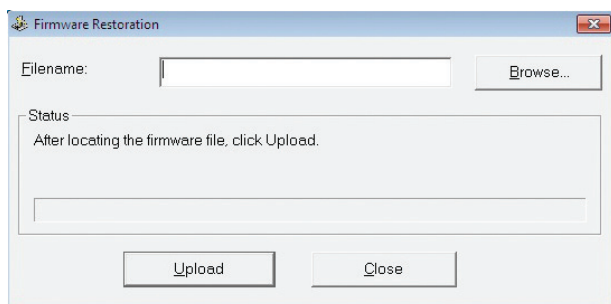 Firmware Restoration
Filename:
Browse...
Status
After locating the firmware file, click Upload.
Upload
Close